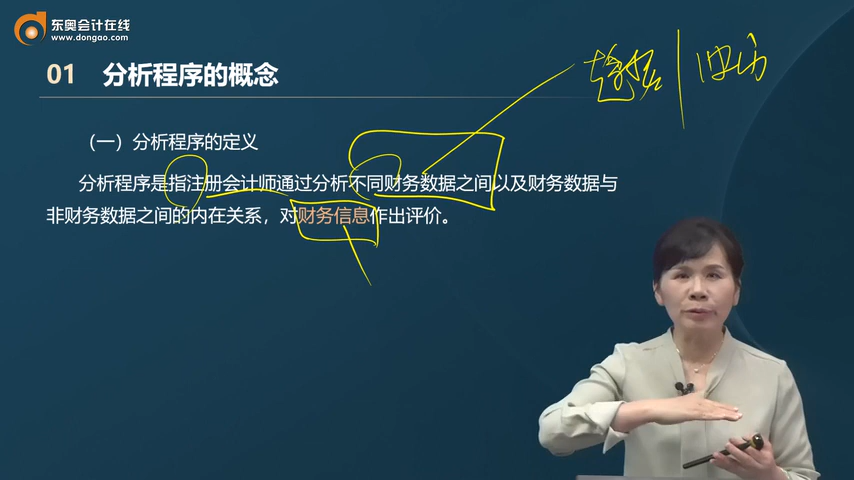 东奥会计在线
www.dongao.com
01 分析程序的概念
（一）分析程序的定义
分析程序是指注册会计师通过分析不同财务数据之间以及财务数据与
非财务数据之间的内在关系，对财务信息作出评价。